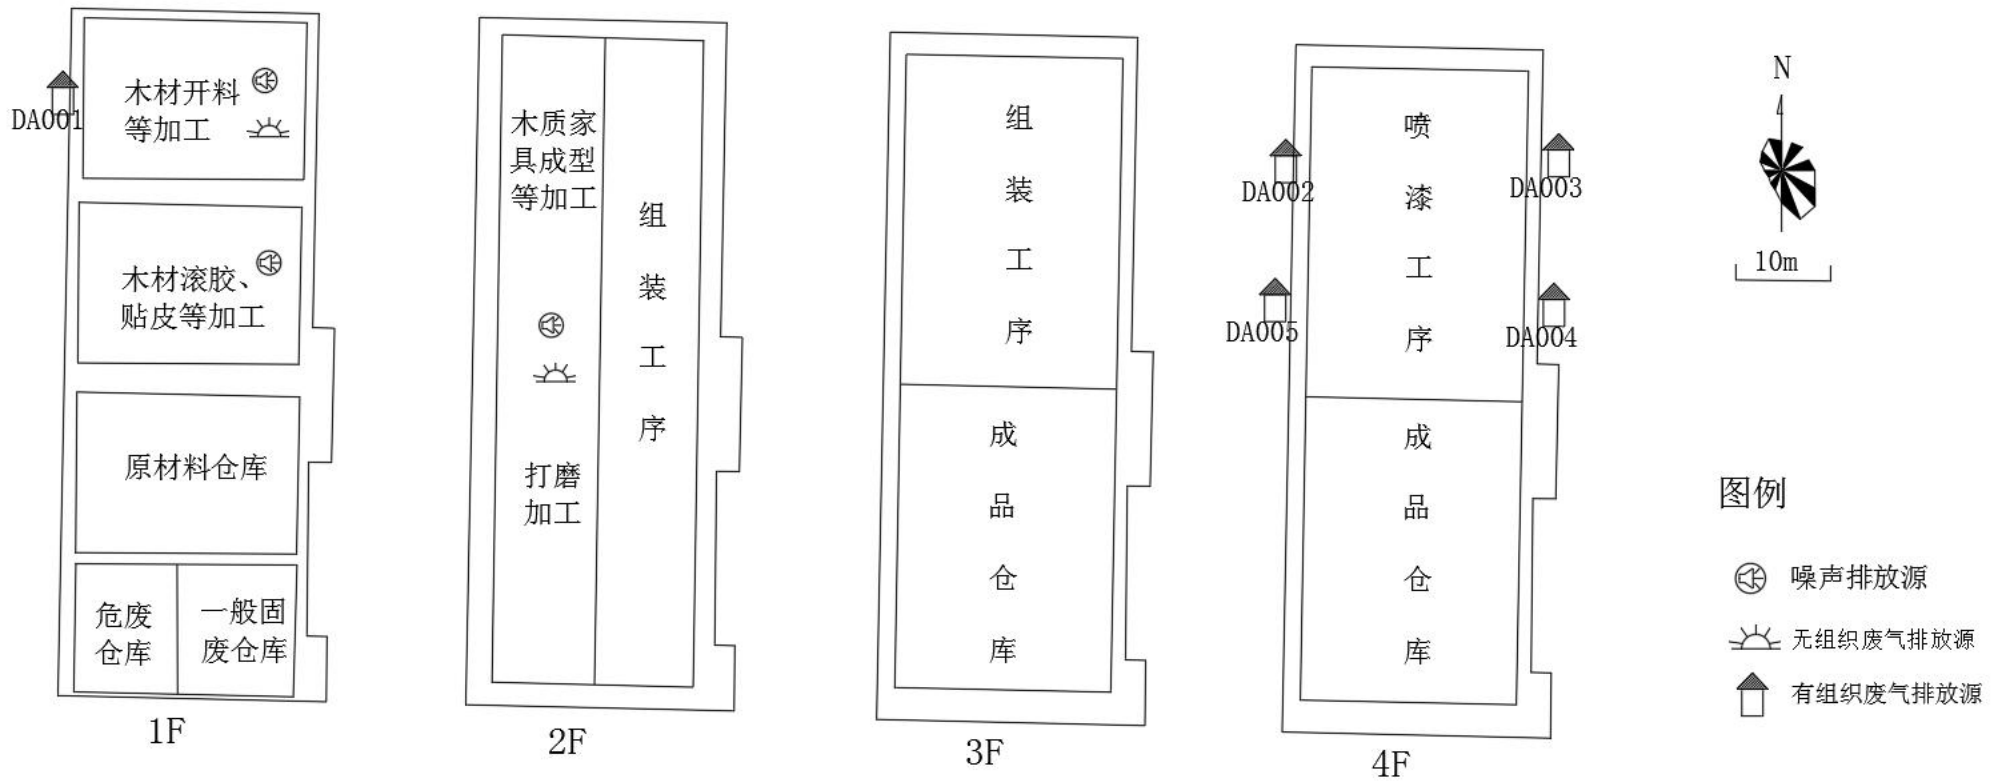 木材开料
等加工
DA001
木材滚胶、
贴皮等加工
原材料仓库
危废
仓库
一般固
废仓库
1F
木质家
具成型
等加工
打磨
加工
组装工序
2F
组装工序
成品仓库
3F
喷漆工序
DA002
DA003
DA005
DA004
成品仓库
4F
N
10m
图例
噪声排放源
无组织废气排放源
有组织废气排放源